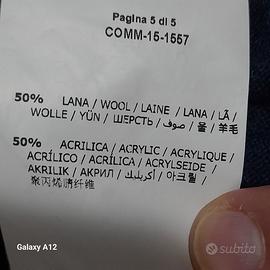 Pagina 5 di 5
COMM-15-1557
50% LANA / WOOL / LAINE / LANA / LÃ /
WOLLE / YÜN / ШЕРСТЬ / صوف / 울 / 羊毛
50% ACRILICA / ACRYLIC / ACRYLIQUE /
ACRÍLICO / ACRÍLICA / ACRYLSEIDE /
AKRILIK / АКРИЛ / أكريليك / 아크릴 /
聚丙烯腈纤维
Galaxy A12
subito